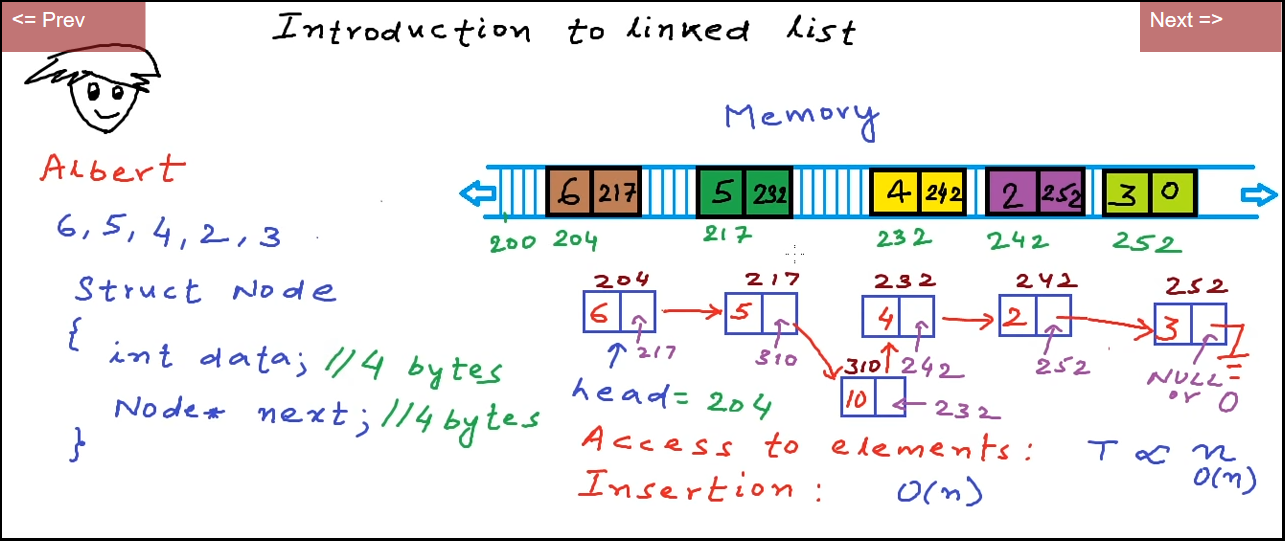 <= Prev
Next =>
Introduction to linked list
Memory
Albert
6 217 5 232 4 242 2 252 3 0
200 204 217 232 242 252
6, 5, 4, 2, 3
Struct Node
{
int data; //4 bytes
Node* next; //4 bytes
}
204 217 232 242 252
6 5 4 2 3
217 310 310 242 252 NULL or 0
head = 204
10 232
Access to elements: T ∝ n
O(n)
Insertion: O(n)